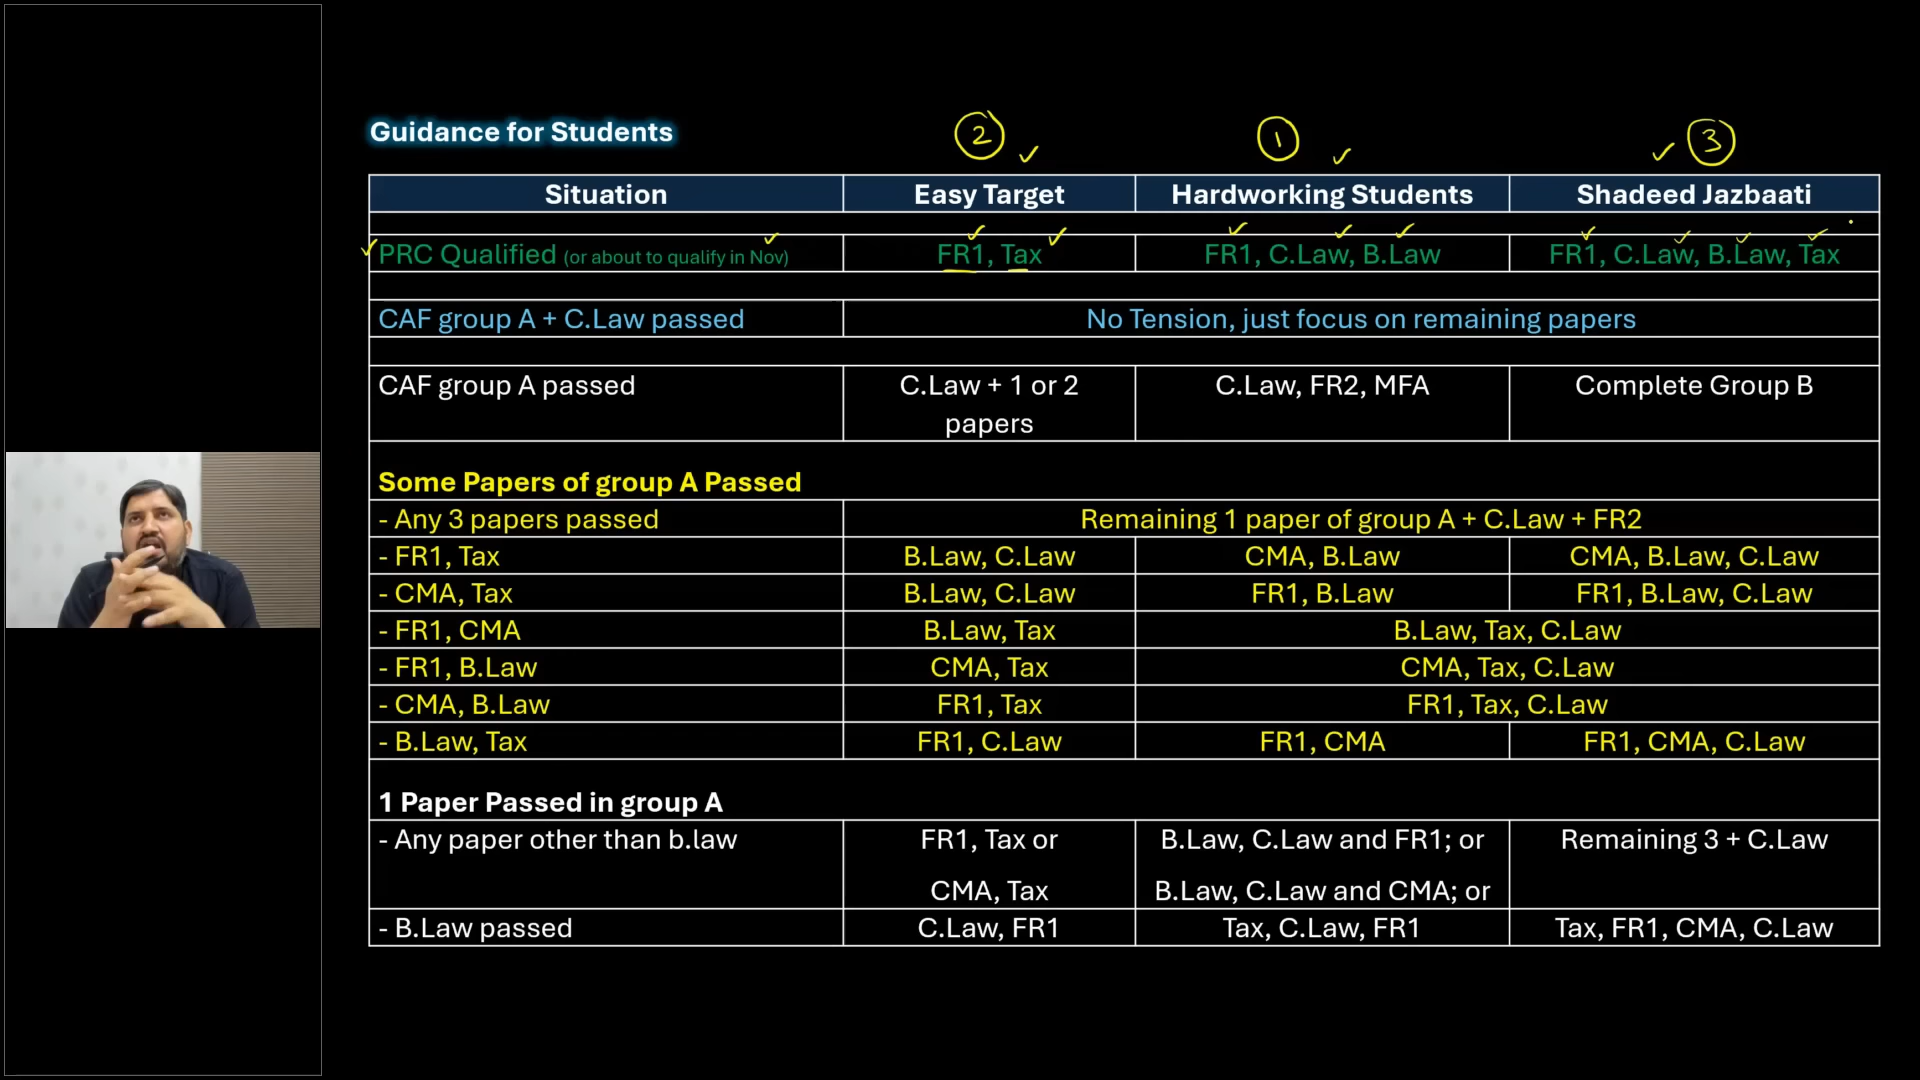 Guidance for Students
2 1 3
Situation Easy Target Hardworking Students Shadeed Jazbaati
PRC Qualified (or about to qualify in Nov) FR1, Tax FR1, C.Law, B.Law FR1, C.Law, B.Law, Tax
CAF group A + C.Law passed No Tension, just focus on remaining papers
CAF group A passed C.Law + 1 or 2 C.Law, FR2, MFA Complete Group B
papers
Some Papers of group A Passed
- Any 3 papers passed Remaining 1 paper of group A + C.Law + FR2
- FR1, Tax B.Law, C.Law CMA, B.Law CMA, B.Law, C.Law
- CMA, Tax B.Law, C.Law FR1, B.Law FR1, B.Law, C.Law
- FR1, CMA B.Law, Tax B.Law, Tax, C.Law
- FR1, B.Law CMA, Tax CMA, Tax, C.Law
- CMA, B.Law FR1, Tax FR1, Tax, C.Law
- B.Law, Tax FR1, C.Law FR1, CMA FR1, CMA, C.Law
1 Paper Passed in group A
- Any paper other than b.law FR1, Tax or B.Law, C.Law and FR1; or Remaining 3 + C.Law
CMA, Tax B.Law, C.Law and CMA; or
- B.Law passed C.Law, FR1 Tax, C.Law, FR1 Tax, FR1, CMA, C.Law